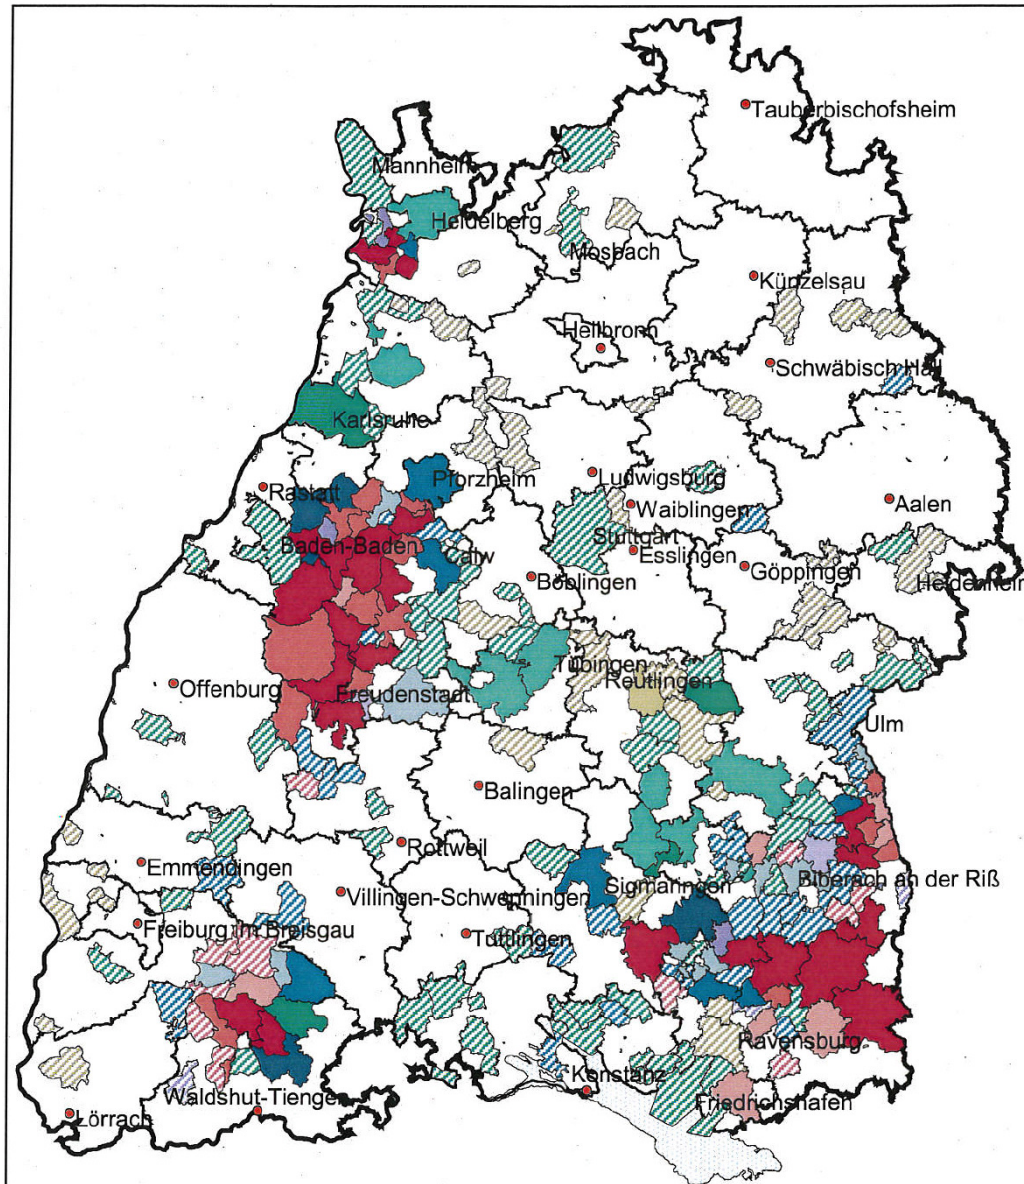 Tauberbischofsheim
Mannheim
Heidelberg
Mosbach
Künzelsau
Heilbronn
Schwäbisch Hall
Karlsruhe
Pforzheim
Ludwigsburg
Rastatt
Waiblingen
Aalen
Stuttgart
Baden-Baden
Esslingen
Calw
Böblingen
Göppingen
Heidenheim
Tübingen
Reutlingen
Offenburg
Freudenstadt
Ulm
Balingen
Rottweil
Emmendingen
Biberach an der Riß
Sigmaringen
Villingen-Schwenningen
Freiburg im Breisgau
Tuttlingen
Ravensburg
Konstanz
Waldshut-Tiengen
Friedrichshafen
Lörrach